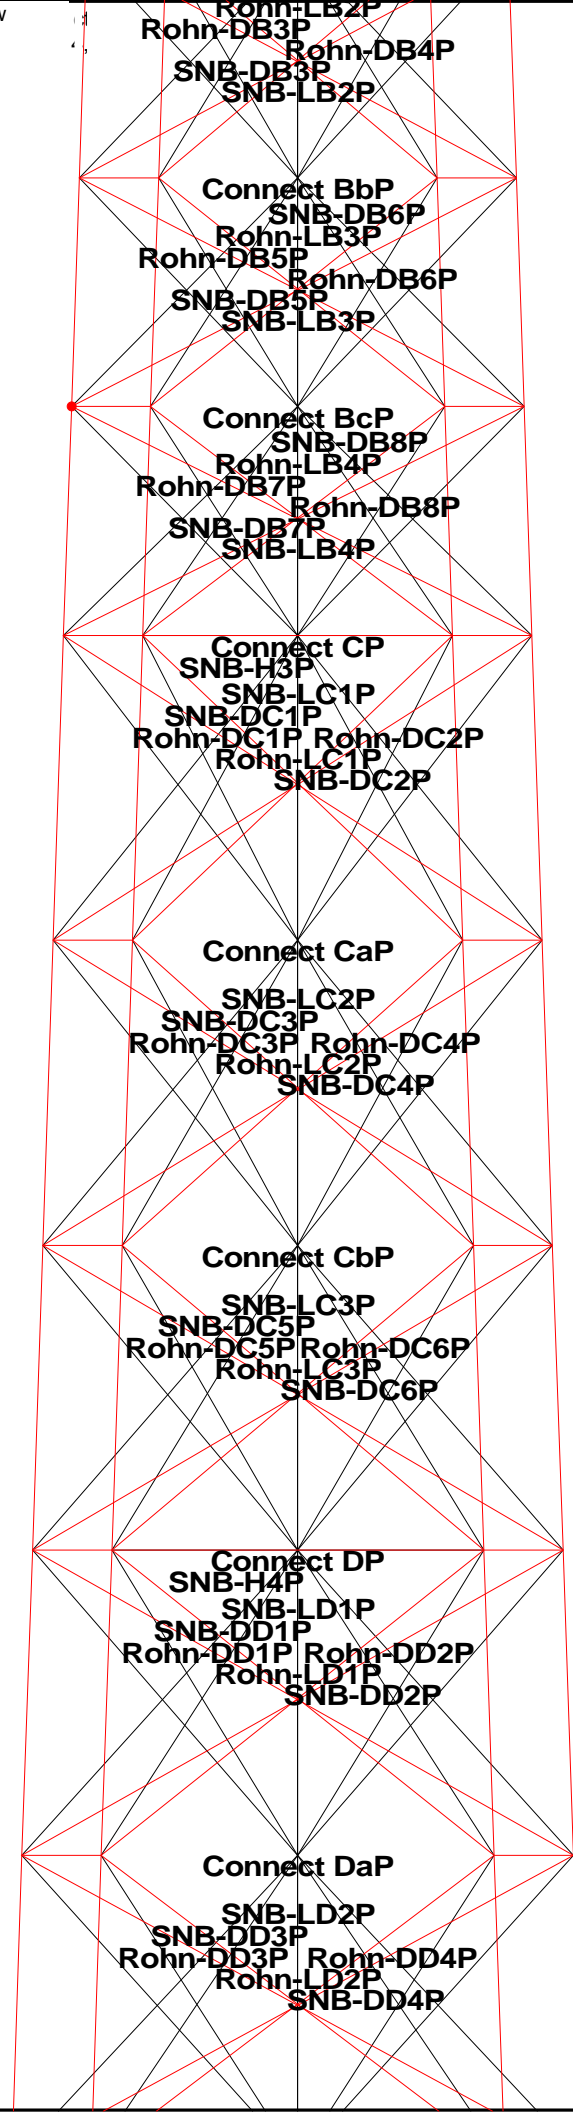 Rohn-LB2P
Rohn-DB3P
Rohn-DB4P
SNB-DB3P
SNB-LB2P
Connect BbP
SNB-DB6P
Rohn-LB3P
Rohn-DB5P
Rohn-DB6P
SNB-DB5P
SNB-LB3P
Connect BcP
SNB-DB8P
Rohn-LB4P
Rohn-DB7P
Rohn-DB8P
SNB-DB7P
SNB-LB4P
Connect CP
SNB-H3P
SNB-LC1P
SNB-DC1P
Rohn-DC1P Rohn-DC2P
Rohn-LC1P
SNB-DC2P
Connect CaP
SNB-LC2P
SNB-DC3P
Rohn-DC3P Rohn-DC4P
Rohn-LC2P
SNB-DC4P
Connect CbP
SNB-LC3P
SNB-DC5P
Rohn-DC5P Rohn-DC6P
Rohn-LC3P
SNB-DC6P
Connect DP
SNB-H4P
SNB-LD1P
SNB-DD1P
Rohn-DD1P Rohn-DD2P
Rohn-LD1P
SNB-DD2P
Connect DaP
SNB-LD2P
SNB-DD3P
Rohn-DD3P Rohn-DD4P
Rohn-LD2P
SNB-DD4P